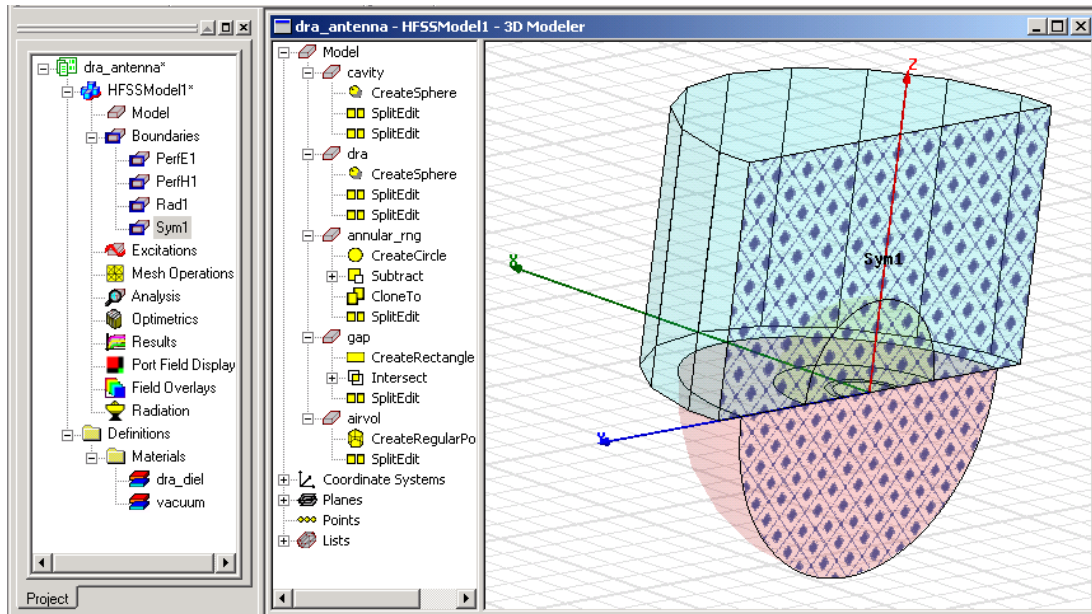 dra_antenna*
HFSSModel1*
Model
Boundaries
PerfE1
PerfH1
Rad1
Sym1
Excitations
Mesh Operations
Analysis
Optimetrics
Results
Port Field Display
Field Overlays
Radiation
Definitions
Materials
dra_diel
vacuum
Project
dra_antenna - HFSSModel1 - 3D Modeler
Model
cavity
CreateSphere
SplitEdit
SplitEdit
dra
CreateSphere
SplitEdit
SplitEdit
annular_rng
CreateCircle
Subtract
CloneTo
SplitEdit
gap
CreateRectangle
Intersect
SplitEdit
airvol
CreateRegularPo
SplitEdit
Coordinate Systems
Planes
Points
Lists
Z
Sym1